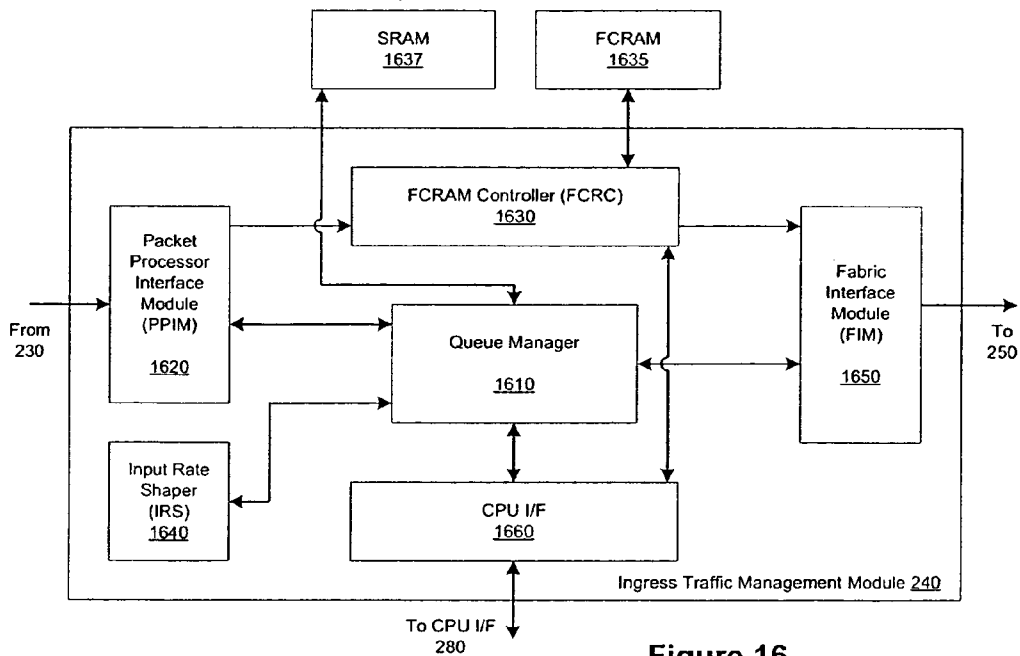 SRAM
1637
FCRAM
1635
FCRAM Controller (FCRC)
1630
Packet
Processor
Interface
Module
(PPIM)
1620
Fabric
Interface
Module
(FIM)
1650
From
230
To
250
Queue Manager
1610
Input Rate
Shaper
(IRS)
1640
CPU I/F
1660
Ingress Traffic Management Module 240
To CPU I/F
280
Figure 16